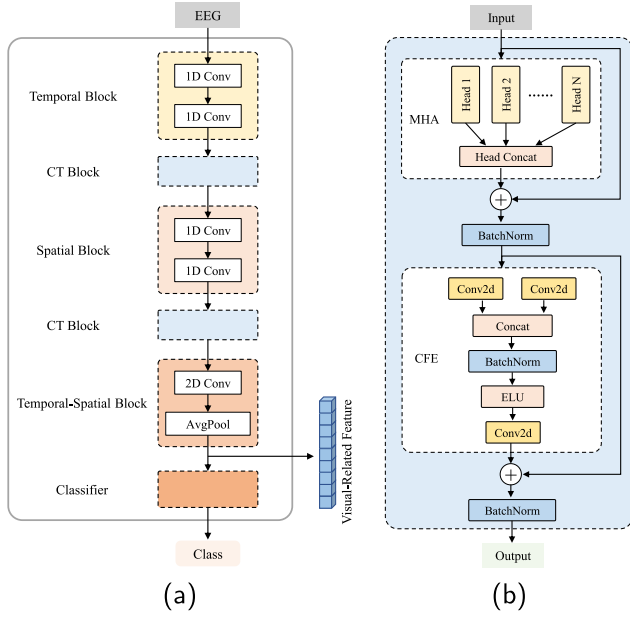 EEG
Temporal Block
1D Conv
1D Conv
CT Block
Spatial Block
1D Conv
1D Conv
CT Block
Temporal-Spatial Block
2D Conv
AvgPool
Visual-Related Feature
Classifier
Class
(a)
Input
MHA
Head 1
Head 2
......
Head N
Head Concat
+
BatchNorm
CFE
Conv2d
Conv2d
Concat
BatchNorm
ELU
Conv2d
+
BatchNorm
Output
(b)